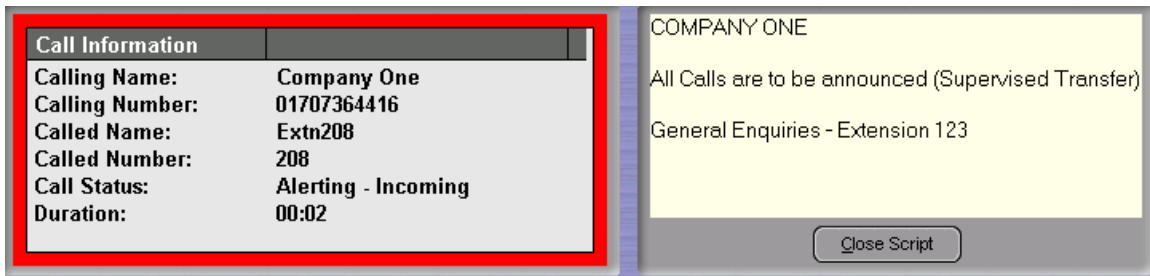 Call Information
Calling Name: Company One
Calling Number: 01707364416
Called Name: Extn208
Called Number: 208
Call Status: Alerting - Incoming
Duration: 00:02
COMPANY ONE
All Calls are to be announced (Supervised Transfer)
General Enquiries - Extension 123
Close Script